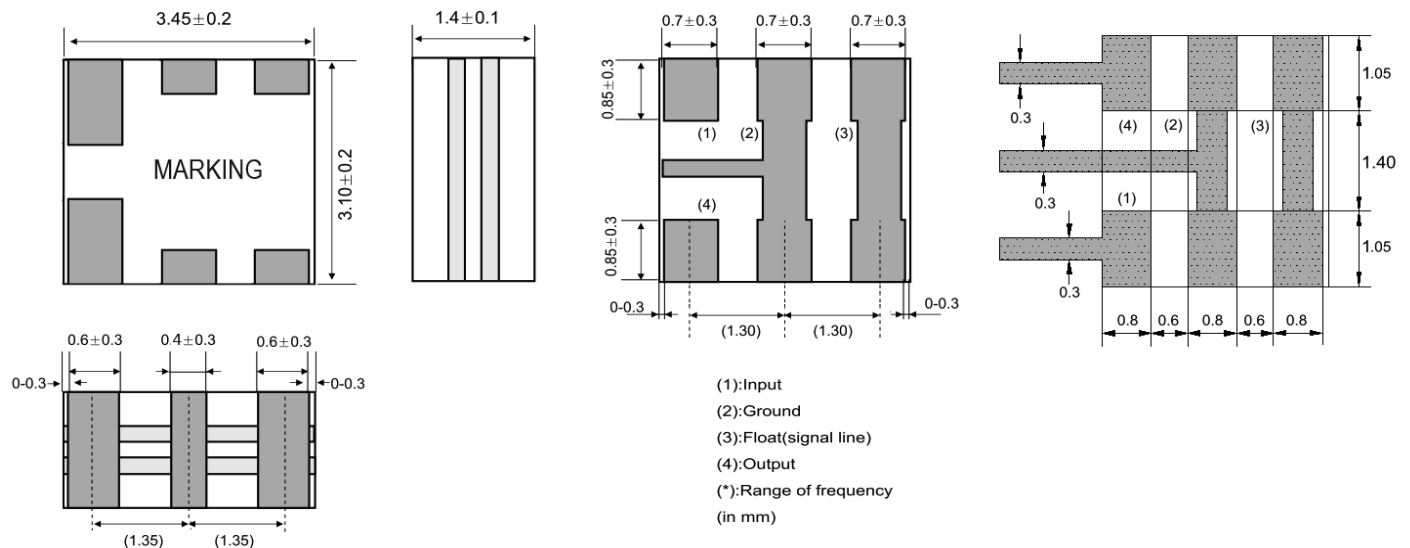 3.45±0.2
3.10±0.2
MARKING
1.4±0.1
0.7±0.3 0.7±0.3 0.7±0.3
0.85±0.3
(1) (2) (3)
(4)
0.85±0.3
0-0.3 0-0.3
(1.30) (1.30)
0.3
1.05
(4) (2) (3)
1.40
(1)
0.3
1.05
0.3
0.8 0.6 0.8 0.6 0.8
0.6±0.3 0.4±0.3 0.6±0.3
0-0.3 0-0.3
(1.35) (1.35)
(1):Input
(2):Ground
(3):Float(signal line)
(4):Output
(*):Range of frequency
(in mm)